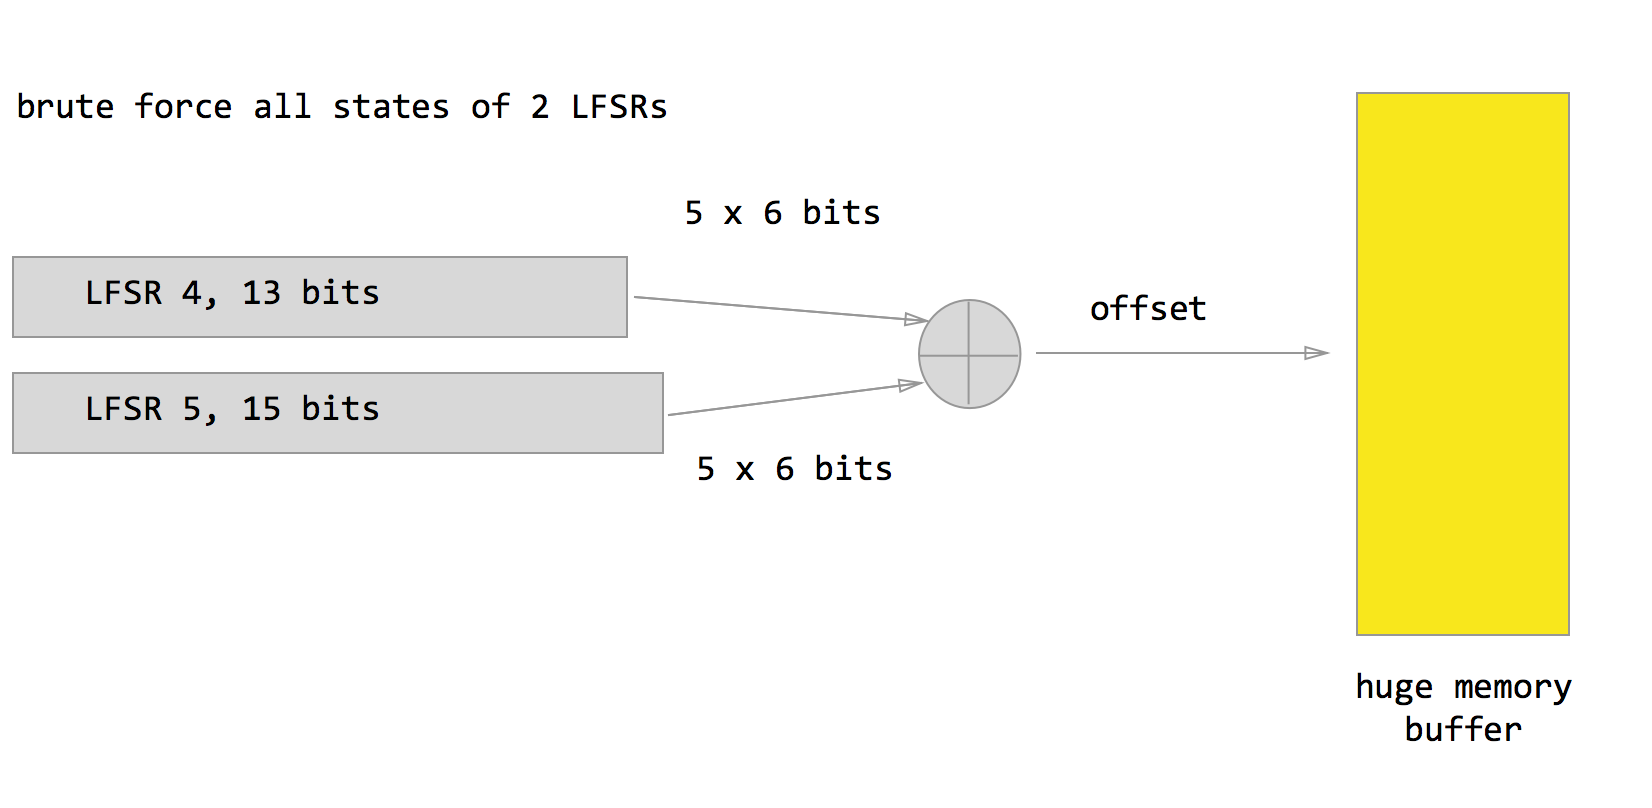 brute force all states of 2 LFSRs
5 x 6 bits
LFSR 4, 13 bits
offset
LFSR 5, 15 bits
5 x 6 bits
huge memory
buffer